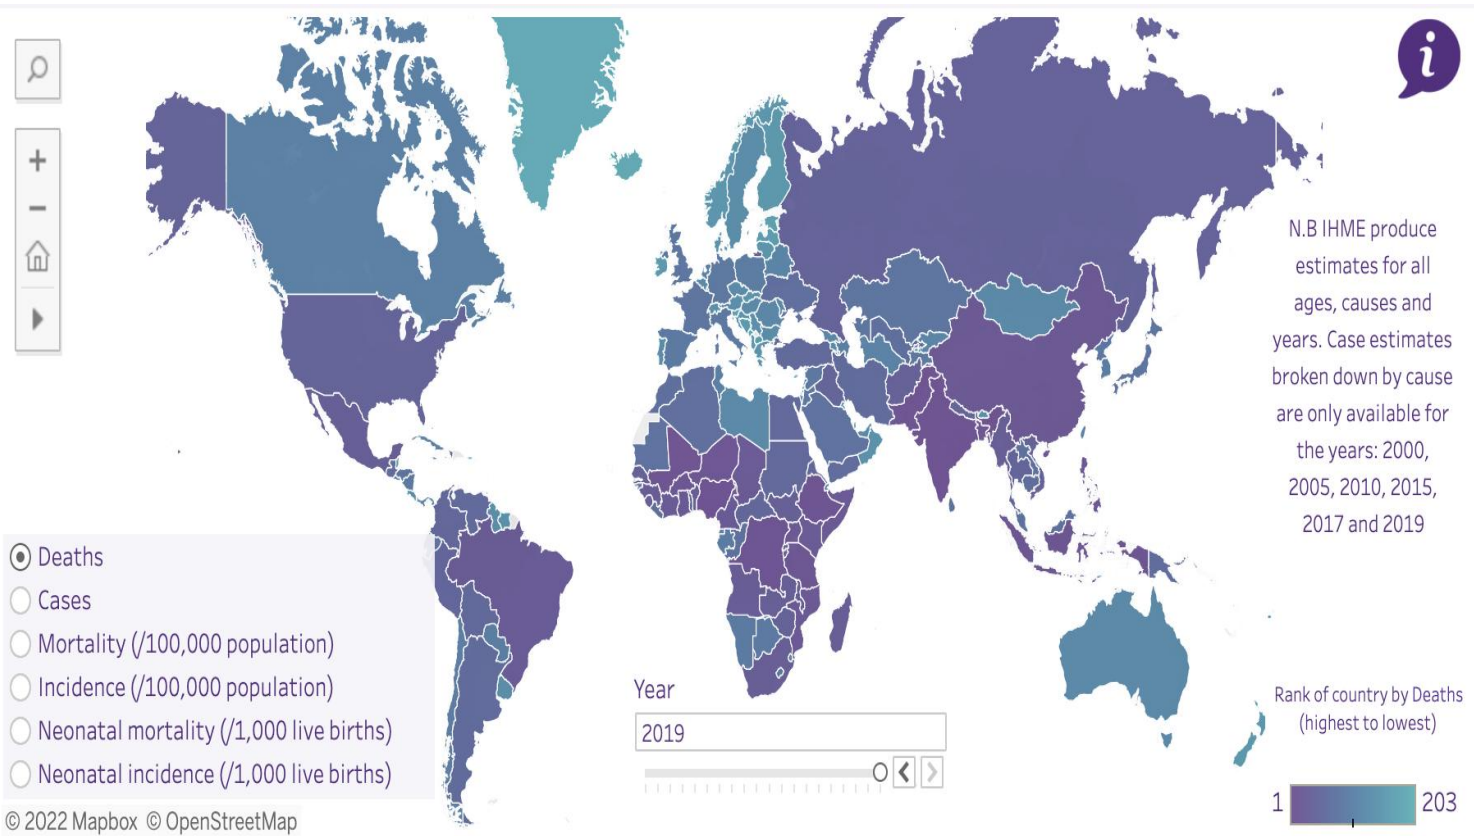 i
N.B IHME produce
estimates for all
ages, causes and
years. Case estimates
broken down by cause
are only available for
the years: 2000,
2005, 2010, 2015,
2017 and 2019
Deaths
Cases
Mortality (/100,000 population)
Incidence (/100,000 population)
Neonatal mortality (/1,000 live births)
Neonatal incidence (/1,000 live births)
© 2022 Mapbox © OpenStreetMap
Year
2019
Rank of country by Deaths
(highest to lowest)
1 203